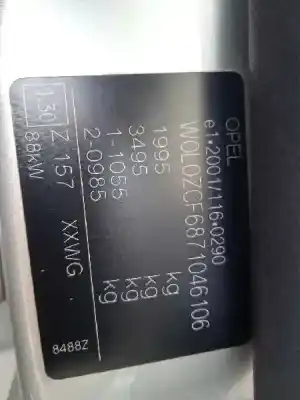 OPEL
e1*2001/116*0290
W0L0ZCF6871046106
1995 kg
3495 kg
1-1055 kg
2-0985 kg
1.30 Z 157 XXWG
88kW 8488Z